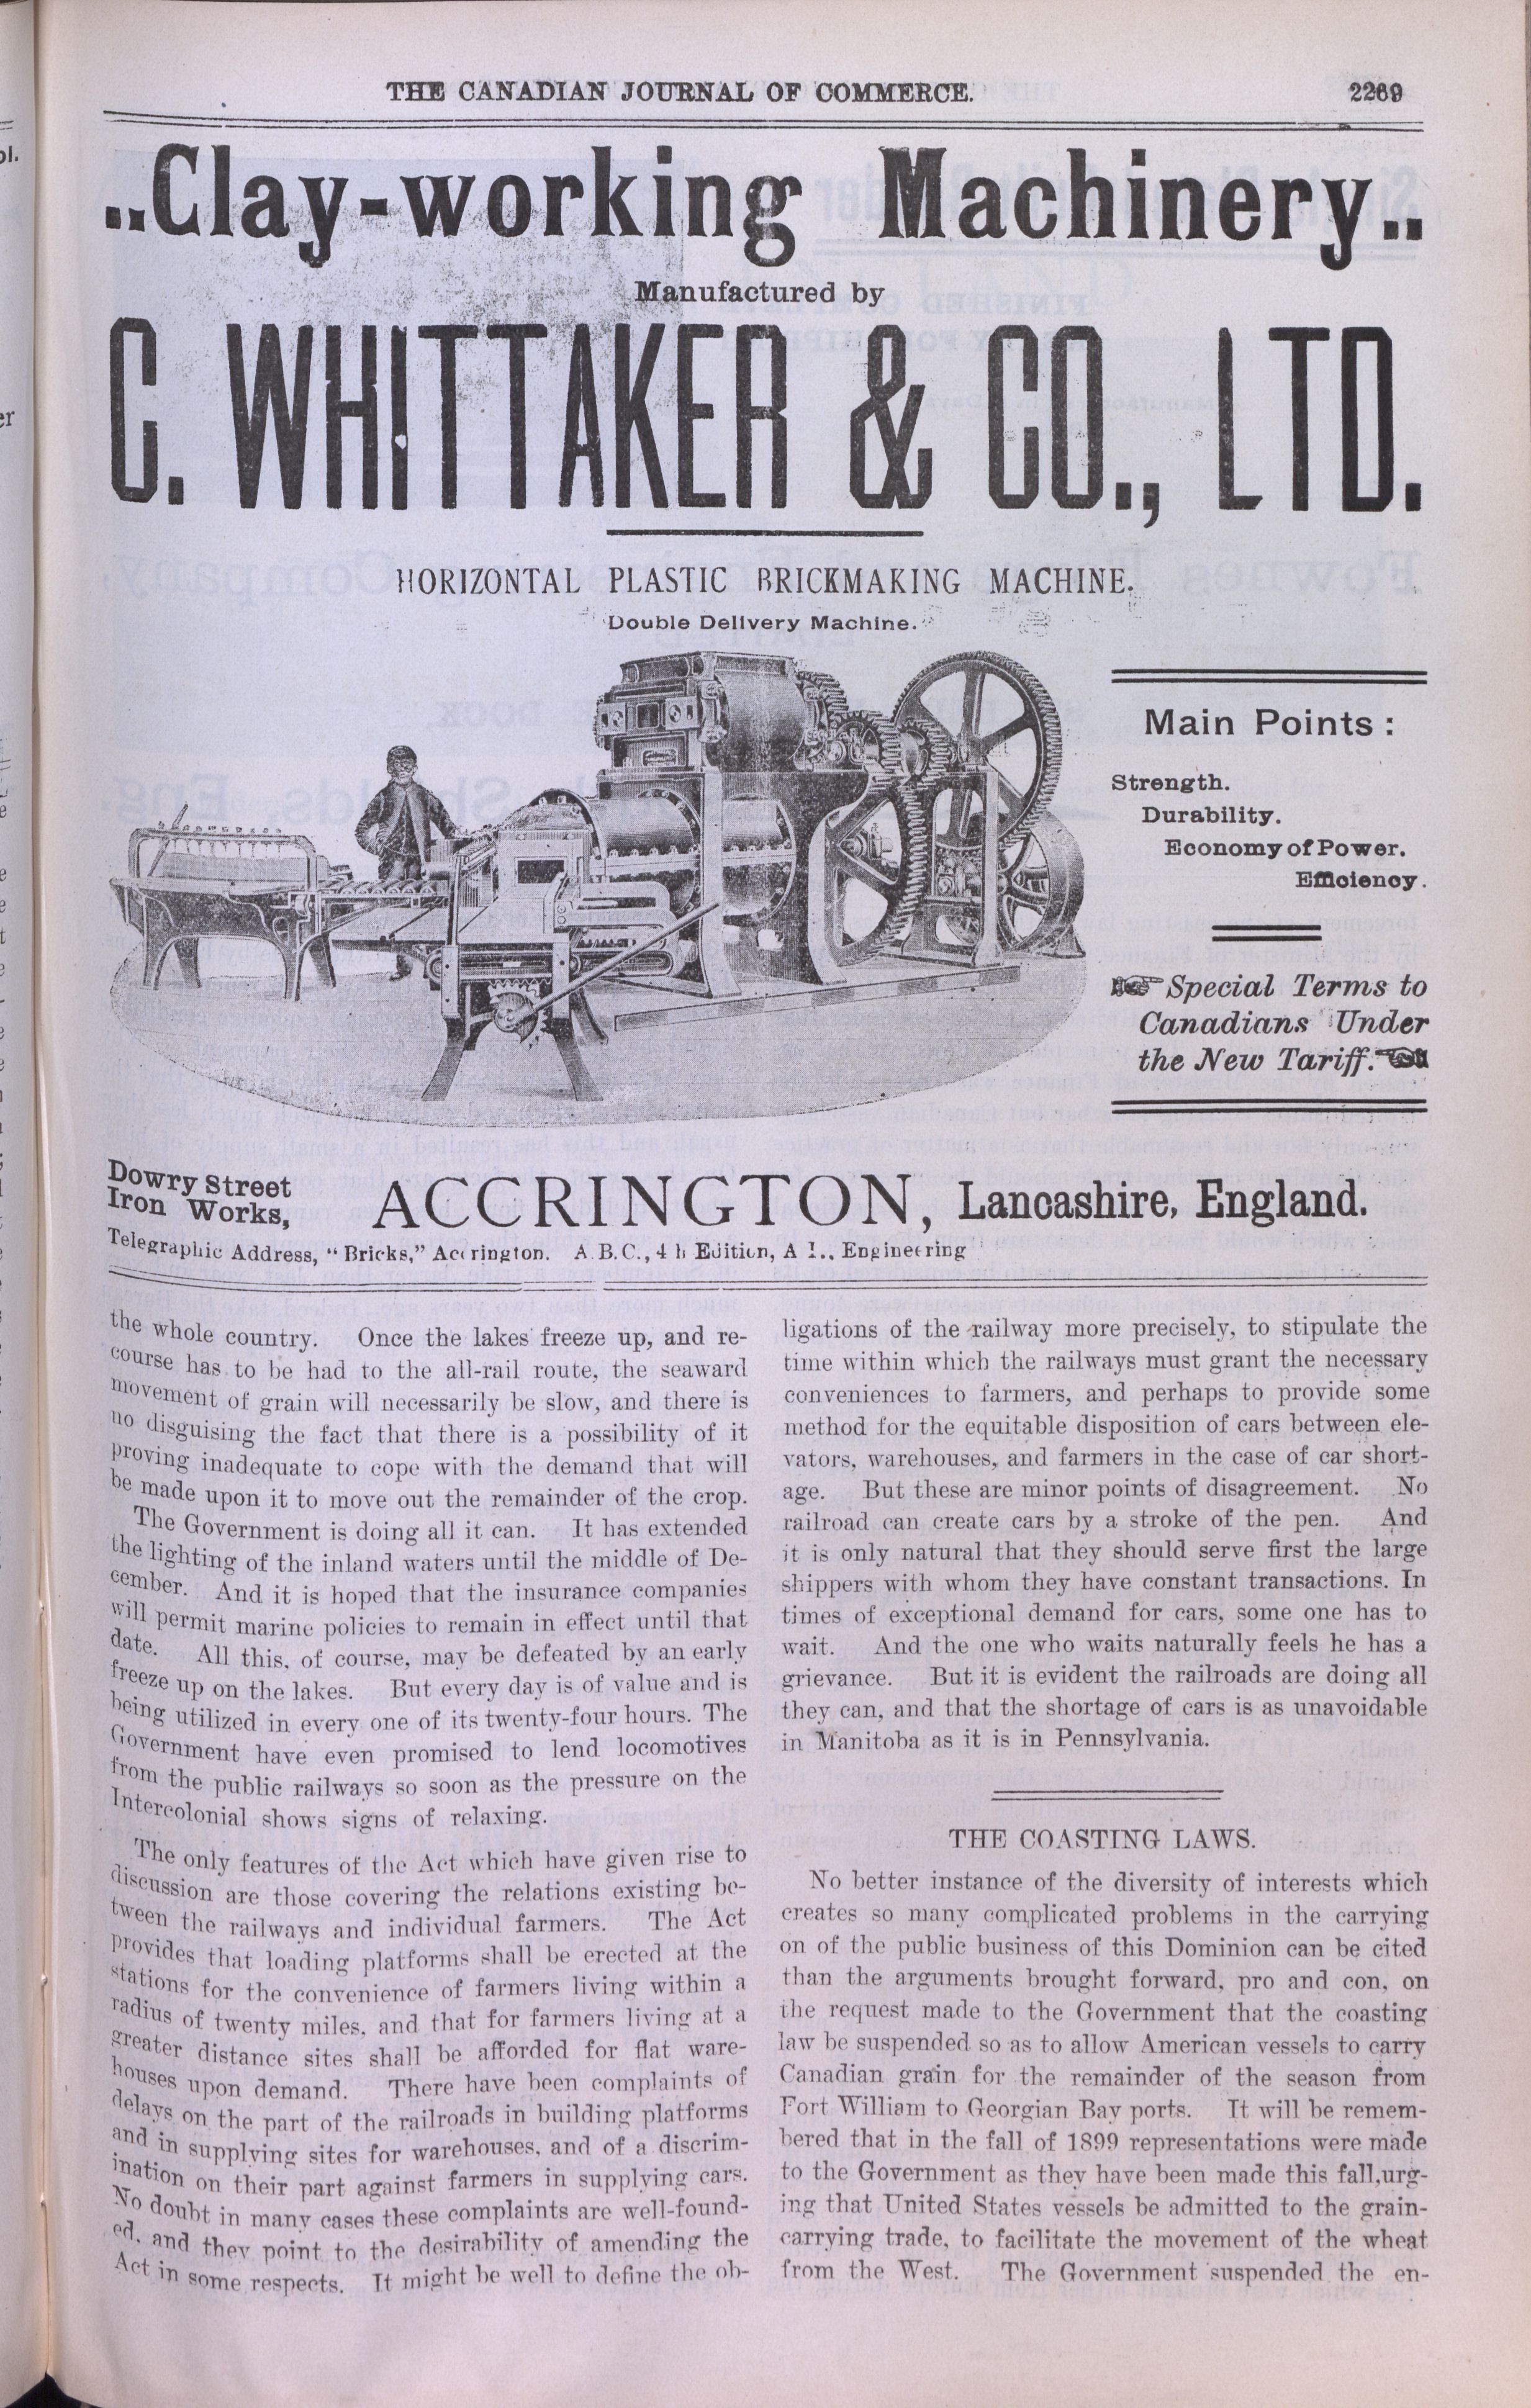 THE CANADIAN JOURNAL OF COMMERCE. 2269
..Clay-working Machinery..
Manufactured by
C. WHITTAKER & CO., LTD.
HORIZONTAL PLASTIC BRICKMAKING MACHINE.
Double Delivery Machine.
Main Points :
Strength.
Durability.
Economy of Power.
Efficiency.
Special Terms to
Canadians Under
the New Tariff.
Dowry Street
Iron Works,
ACCRINGTON, Lancashire, England.
Telegraphic Address, "Bricks," Accrington. A.B.C., 4 h Edition, A 1., Engineering
the whole country. Once the lakes freeze up, and re-
course has to be had to the all-rail route, the seaward
movement of grain will necessarily be slow, and there is
no disguising the fact that there is a possibility of it
proving inadequate to cope with the demand that will
be made upon it to move out the remainder of the crop.
The Government is doing all it can. It has extended
the lighting of the inland waters until the middle of De-
cember. And it is hoped that the insurance companies
will permit marine policies to remain in effect until that
date. All this, of course, may be defeated by an early
freeze up on the lakes. But every day is of value and is
being utilized in every one of its twenty-four hours. The
Government have even promised to lend locomotives
from the public railways so soon as the pressure on the
Intercolonial shows signs of relaxing.
The only features of the Act which have given rise to
discussion are those covering the relations existing be-
tween the railways and individual farmers. The Act
provides that loading platforms shall be erected at the
stations for the convenience of farmers living within a
radius of twenty miles, and that for farmers living at a
greater distance sites shall be afforded for flat ware-
houses upon demand. There have been complaints of
delays on the part of the railroads in building platforms
and in supplying sites for warehouses, and of a discrim-
ination on their part against farmers in supplying cars.
No doubt in many cases these complaints are well-found-
ed, and they point to the desirability of amending the
Act in some respects. It might be well to define the ob-
ligations of the railway more precisely, to stipulate the
time within which the railways must grant the necessary
conveniences to farmers, and perhaps to provide some
method for the equitable disposition of cars between ele-
vators, warehouses, and farmers in the case of car short-
age. But these are minor points of disagreement. No
railroad can create cars by a stroke of the pen. And
it is only natural that they should serve first the large
shippers with whom they have constant transactions. In
times of exceptional demand for cars, some one has to
wait. And the one who waits naturally feels he has a
grievance. But it is evident the railroads are doing all
they can, and that the shortage of cars is as unavoidable
in Manitoba as it is in Pennsylvania.
THE COASTING LAWS.
No better instance of the diversity of interests which
creates so many complicated problems in the carrying
on of the public business of this Dominion can be cited
than the arguments brought forward, pro and con, on
the request made to the Government that the coasting
law be suspended so as to allow American vessels to carry
Canadian grain for the remainder of the season from
Fort William to Georgian Bay ports. It will be remem-
bered that in the fall of 1899 representations were made
to the Government as they have been made this fall,urg-
ing that United States vessels be admitted to the grain-
carrying trade, to facilitate the movement of the wheat
from the West. The Government suspended the en-